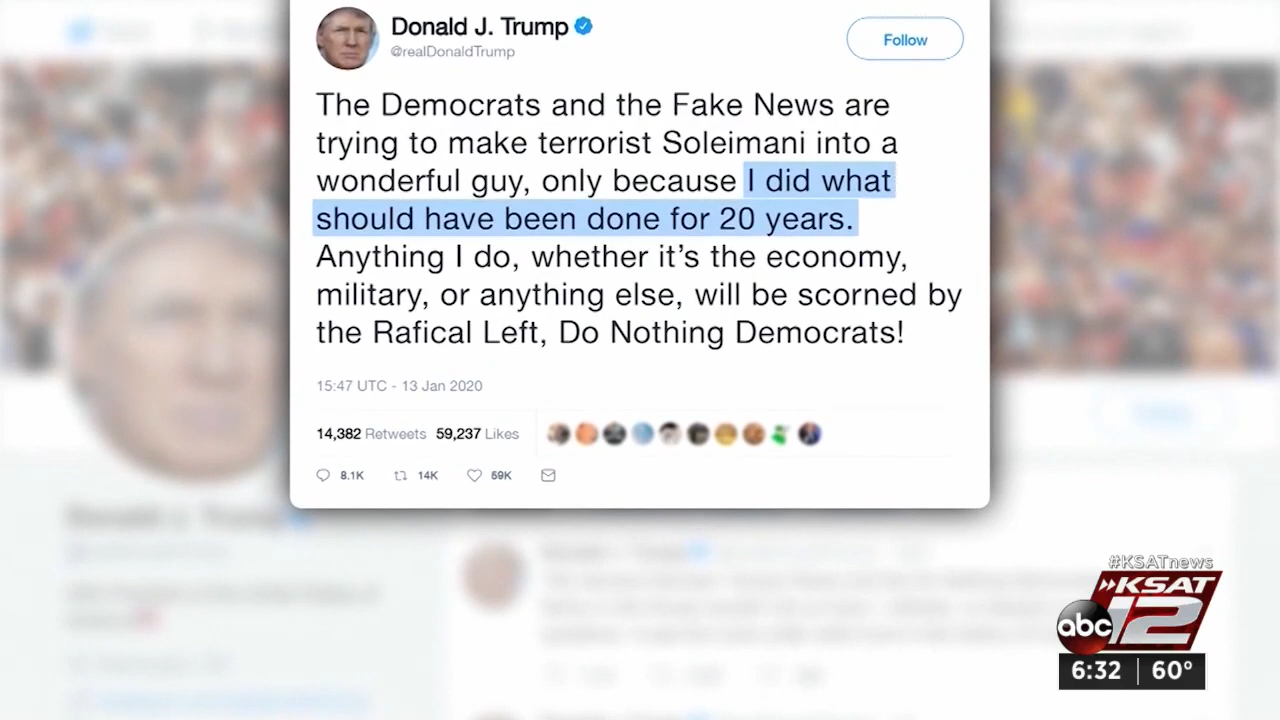 Donald J. Trump
@realDonaldTrump
Follow
The Democrats and the Fake News are
trying to make terrorist Soleimani into a
wonderful guy, only because I did what
should have been done for 20 years.
Anything I do, whether it's the economy,
military, or anything else, will be scorned by
the Rafical Left, Do Nothing Democrats!
15:47 UTC - 13 Jan 2020
14,382 Retweets 59,237 Likes
8.1K 14K 59K
#KSATnews
KSAT
abc 12
6:32 60°